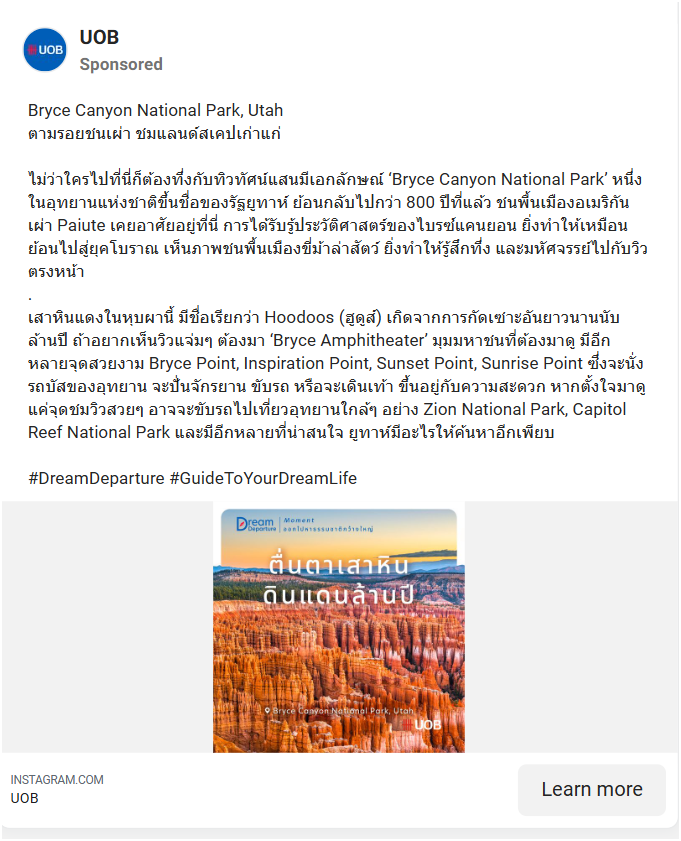 UOB
UOB
Sponsored
Bryce Canyon National Park, Utah
ตามรอยชนเผ่า ชมแลนด์สเคปเก่าแก่
ไม่ว่าใครไปที่นี่ก็ต้องทึ่งกับทิวทัศน์แสนมีเอกลักษณ์ ‘Bryce Canyon National Park’ หนึ่ง
ในอุทยานแห่งชาติขึ้นชื่อของรัฐยูทาห์ ย้อนกลับไปกว่า 800 ปีที่แล้ว ชนพื้นเมืองอเมริกัน
เผ่า Paiute เคยอาศัยอยู่ที่นี่ การได้รับรู้ประวัติศาสตร์ของไบรซ์แคนยอน ยิ่งทำให้เหมือน
ย้อนไปสู่ยุคโบราณ เห็นภาพชนพื้นเมืองขี่ม้าล่าสัตว์ ยิ่งทำให้รู้สึกทึ่ง และมหัศจรรย์ไปกับวิว
ตรงหน้า
.
เสาหินแดงในหุบผานี้ มีชื่อเรียกว่า Hoodoos (ฮูดูส์) เกิดจากการกัดเซาะอันยาวนานนับ
ล้านปี ถ้าอยากเห็นวิวแจ่มๆ ต้องมา ‘Bryce Amphitheater’ มุมมหาชนที่ต้องมาดู มีอีก
หลายจุดสวยงาม Bryce Point, Inspiration Point, Sunset Point, Sunrise Point ซึ่งจะนั่ง
รถบัสของอุทยาน จะปั่นจักรยาน ขับรถ หรือจะเดินเท้า ขึ้นอยู่กับความสะดวก หากตั้งใจมาดู
แค่จุดชมวิวสวยๆ อาจจะขับรถไปเที่ยวอุทยานใกล้ๆ อย่าง Zion National Park, Capitol
Reef National Park และมีอีกหลายที่น่าสนใจ ยูทาห์มีอะไรให้ค้นหาอีกเพียบ
#DreamDeparture #GuideToYourDreamLife
Dream Departure
Moment
ออกไปหาธรรมชาติกว้างใหญ่
ตื่นตาเสาหิน
ดินแดนล้านปี
Bryce Canyon National Park, Utah
UOB
INSTAGRAM.COM
UOB
Learn more